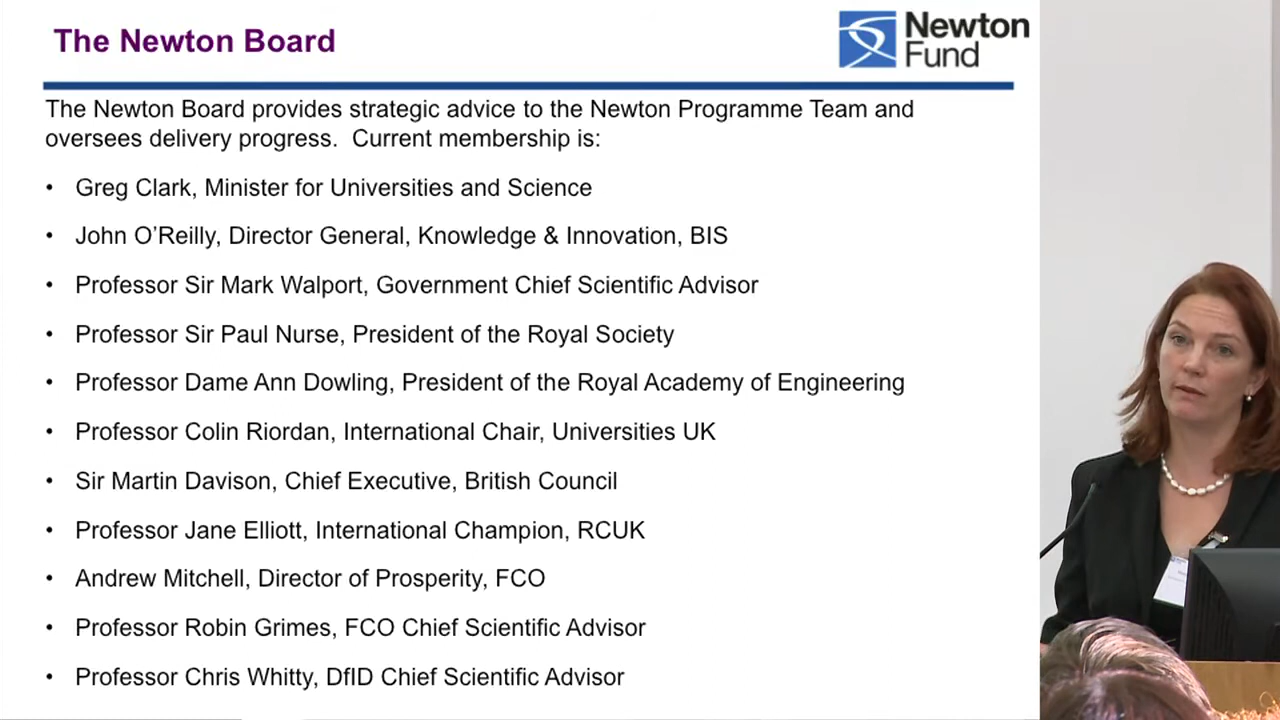 The Newton Board
Newton
Fund
The Newton Board provides strategic advice to the Newton Programme Team and
oversees delivery progress. Current membership is:
• Greg Clark, Minister for Universities and Science
• John O'Reilly, Director General, Knowledge & Innovation, BIS
• Professor Sir Mark Walport, Government Chief Scientific Advisor
• Professor Sir Paul Nurse, President of the Royal Society
• Professor Dame Ann Dowling, President of the Royal Academy of Engineering
• Professor Colin Riordan, International Chair, Universities UK
• Sir Martin Davison, Chief Executive, British Council
• Professor Jane Elliott, International Champion, RCUK
• Andrew Mitchell, Director of Prosperity, FCO
• Professor Robin Grimes, FCO Chief Scientific Advisor
• Professor Chris Whitty, DfID Chief Scientific Advisor